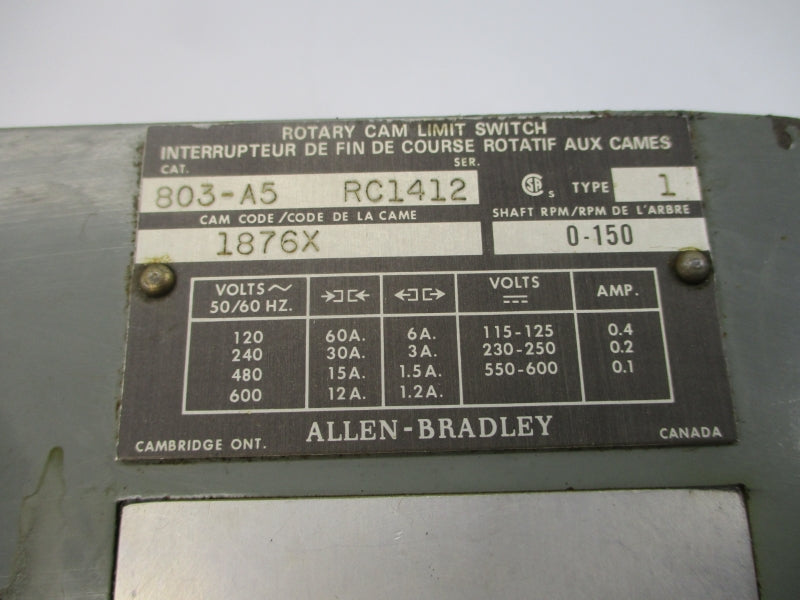 ROTARY CAM LIMIT SWITCH
INTERRUPTEUR DE FIN DE COURSE ROTATIF AUX CAMES
CAT. SER.
803-A5 RC1412 SA S TYPE 1
CAM CODE/CODE DE LA CAME SHAFT RPM/RPM DE L'ARBRE
1876X 0-150
VOLTS ~ VOLTS AMP.
50/60 HZ.
120 60A. 6A. 115-125 0.4
240 30A. 3A. 230-250 0.2
480 15A. 1.5A. 550-600 0.1
600 12A. 1.2A.
ALLEN-BRADLEY
CAMBRIDGE ONT. CANADA